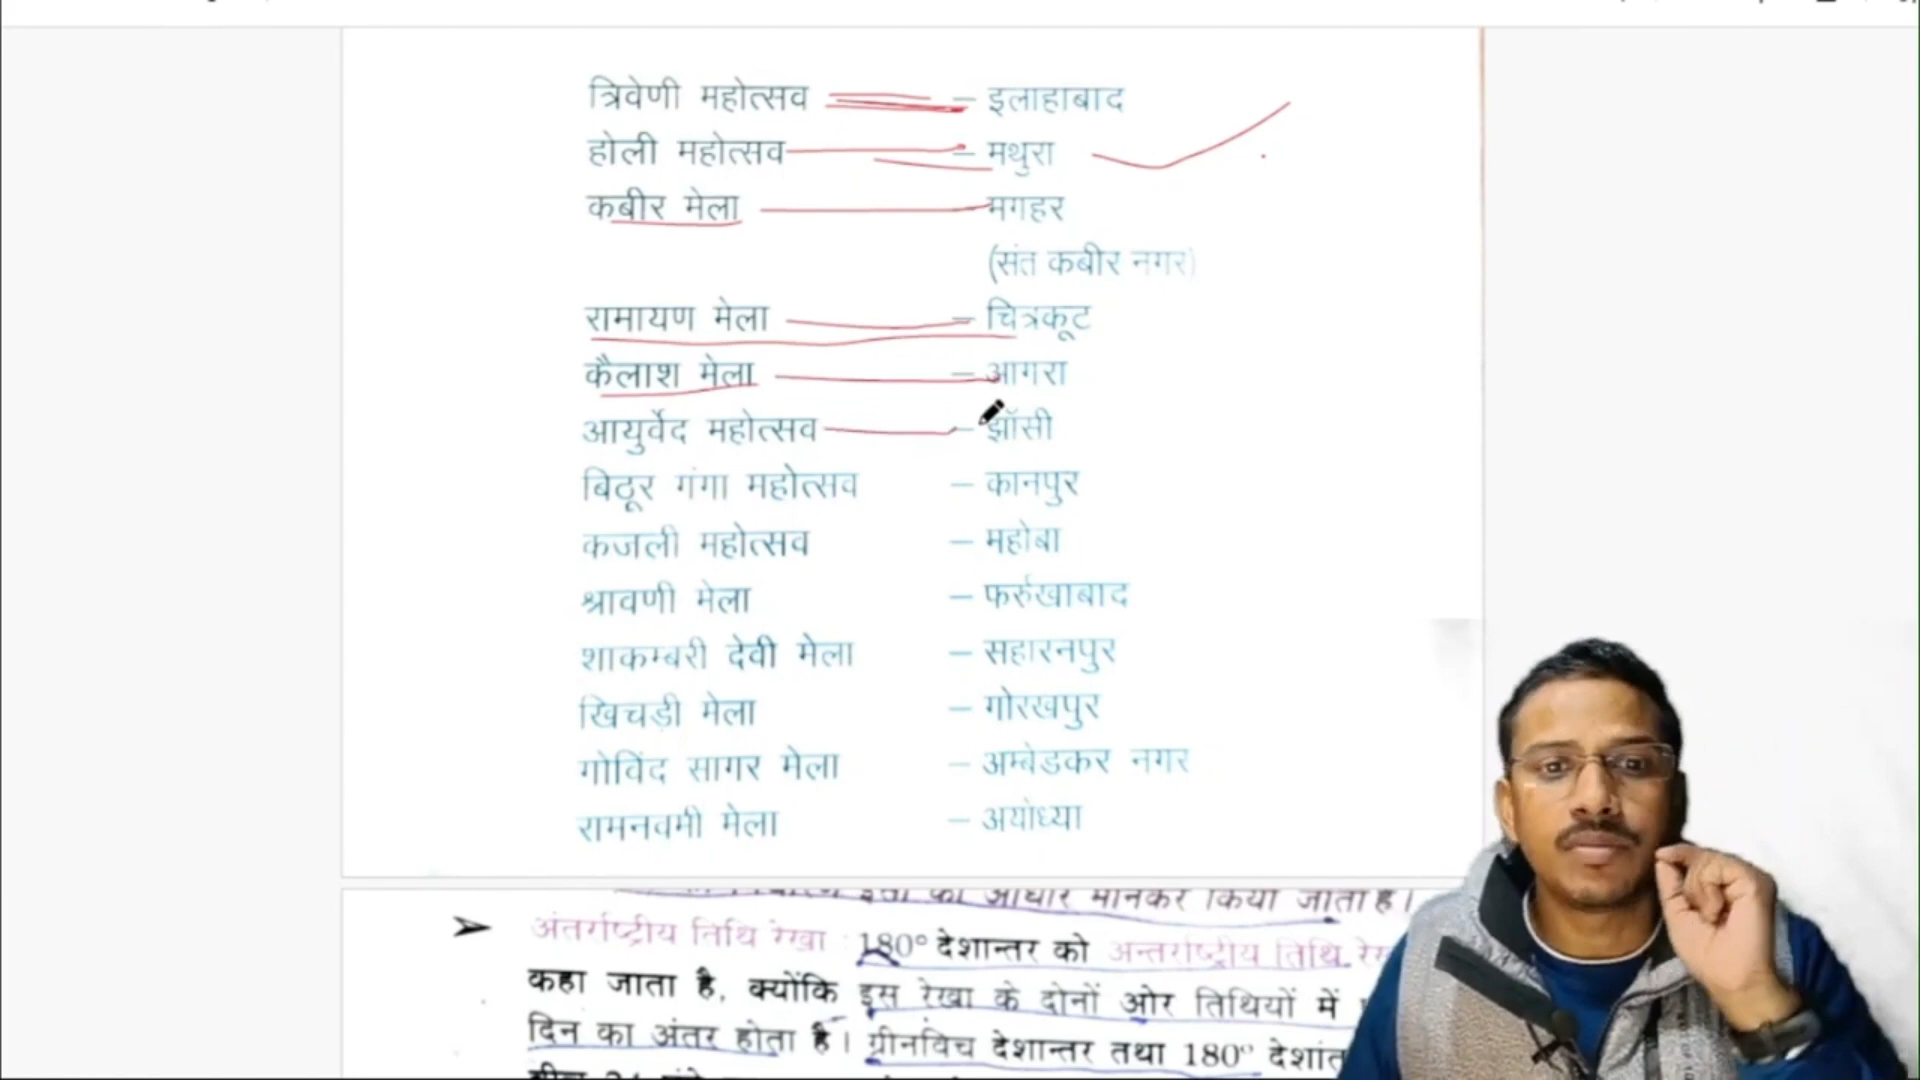 त्रिवेणी महोत्सव – इलाहाबाद
होली महोत्सव – मथुरा
कबीर मेला – मगहर
(संत कबीर नगर)
रामायण मेला – चित्रकूट
कैलाश मेला – आगरा
आयुर्वेद महोत्सव – झॉसी
बिठूर गंगा महोत्सव – कानपुर
कजली महोत्सव – महोबा
श्रावणी मेला – फर्रुखाबाद
शाकम्बरी देवी मेला – सहारनपुर
खिचड़ी मेला – गोरखपुर
गोविंद सागर मेला – अम्बेडकर नगर
रामनवमी मेला – अयोध्या
का आधार मानकर किया जाता है।
अंतर्राष्ट्रीय तिथि रेखा : 180° देशान्तर को अन्तर्राष्ट्रीय तिथि
कहा जाता है, क्योंकि इस रेखा के दोनों ओर तिथियों में
दिन का अंतर होता है। ग्रीनविच देशान्तर तथा 180°